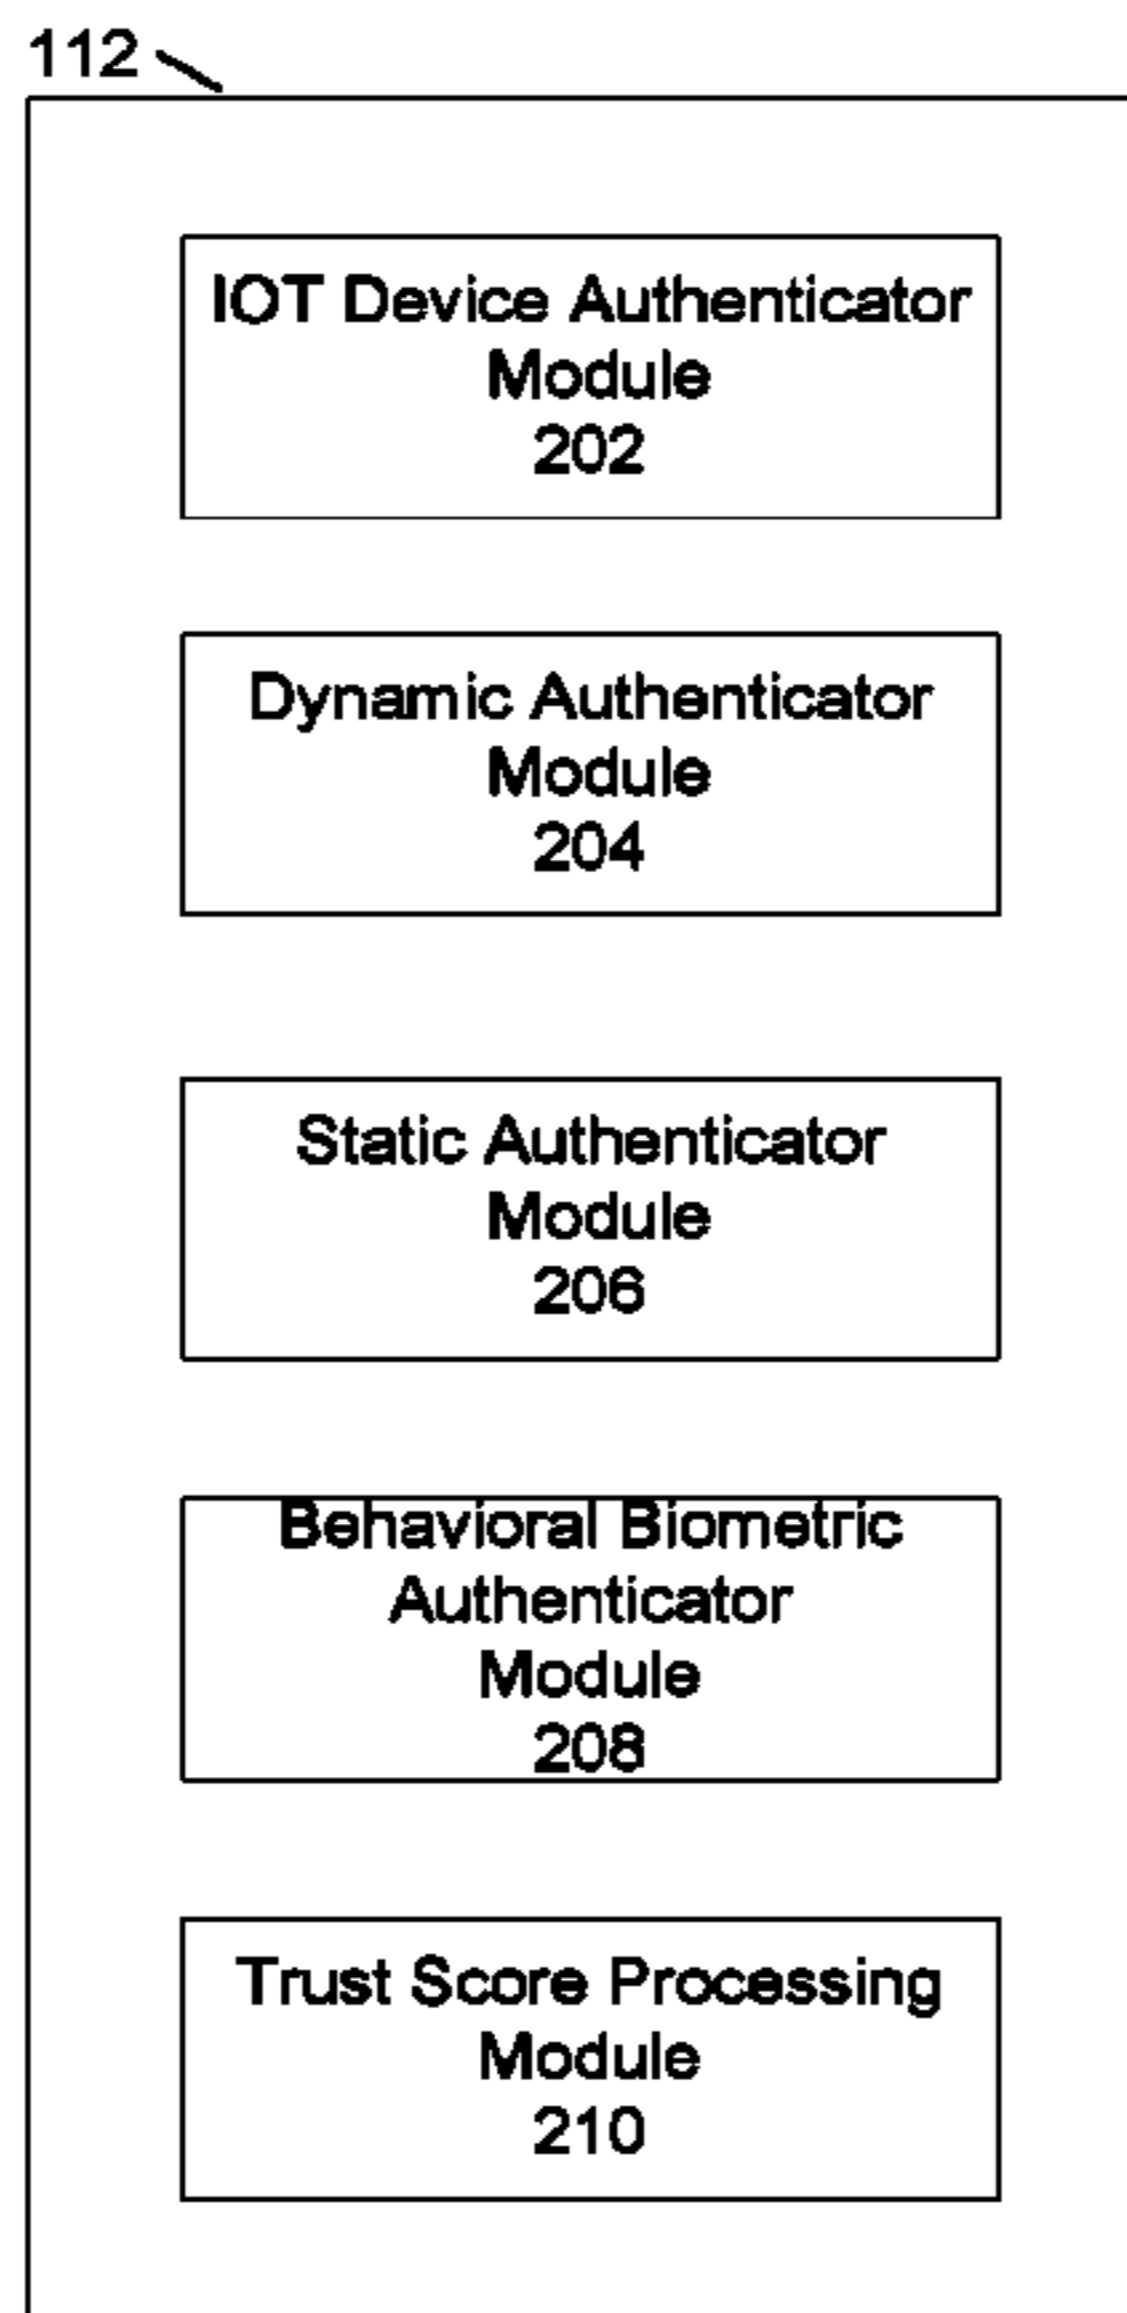 112
IOT Device Authenticator
Module
202
Dynamic Authenticator
Module
204
Static Authenticator
Module
206
Behavioral Biometric
Authenticator
Module
208
Trust Score Processing
Module
210